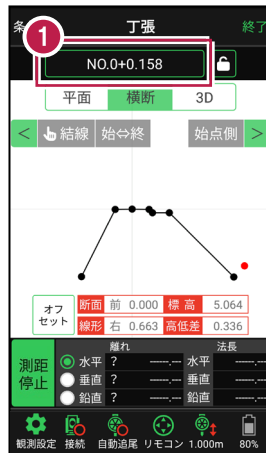 条 丁張 終了
1
NO.0+0.158
平面 横断 3D
< 結線 始⇔終 始点側 >
オフセット
断面 前 0.000 標高 5.064
線形 右 0.663 高低差 0.336
離れ 法長
測距停止
水平 ? -----.--- 水平 -----.---
垂直 ? -----.--- 垂直 -----.---
鉛直 ? -----.--- 鉛直 -----.---
観測設定 接続 自動追尾 リモコン 1.000m 80%